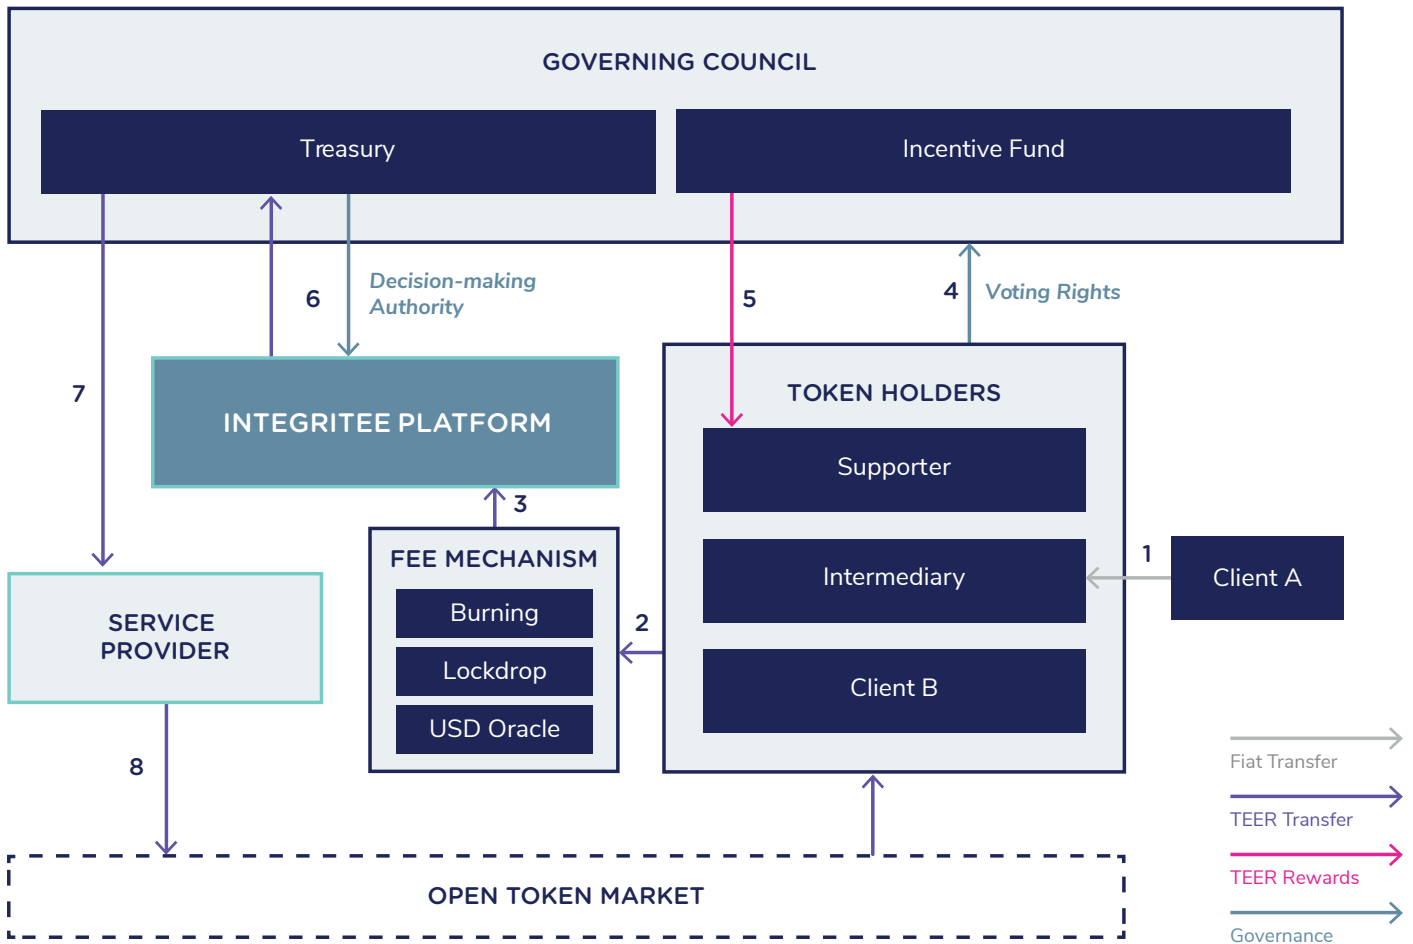 GOVERNING COUNCIL
Treasury
Incentive Fund
6
Decision-making
Authority
5
4
Voting Rights
7
INTEGRITEE PLATFORM
TOKEN HOLDERS
Supporter
3
FEE MECHANISM
Burning
Lockdrop
USD Oracle
2
Intermediary
1
Client A
Client B
SERVICE
PROVIDER
8
OPEN TOKEN MARKET
Fiat Transfer
TEER Transfer
TEER Rewards
Governance